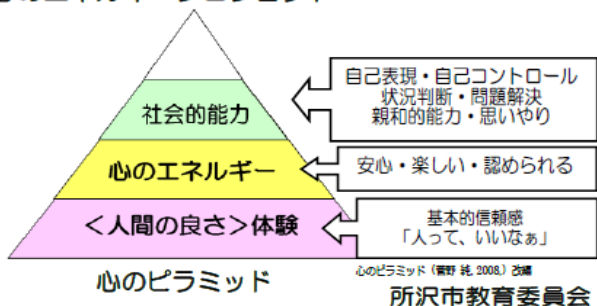 自己表現・自己コントロール
状況判断・問題解決
親和的能力・思いやり
社会的能力
心のエネルギー
安心・楽しい・認められる
＜人間の良さ＞体験
基本的信頼感
「人って、いいなぁ」
心のピラミッド（菅野 純, 2008,）改編
心のピラミッド
所沢市教育委員会